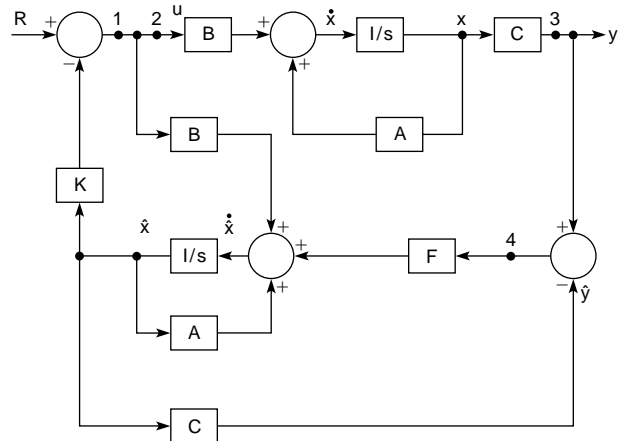 R + 1 2 u B + ẋ I/s x C 3 y
−
+
A
B
K
x̂ x̂̇ + +
I/s + F 4 + −
ŷ
A
C